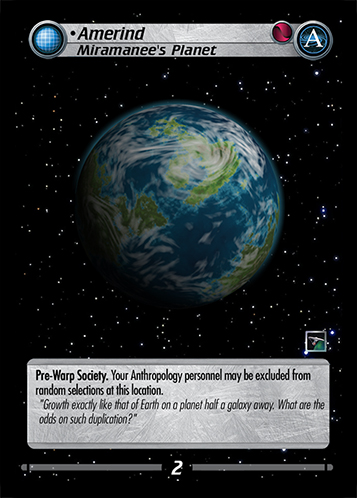 •Amerind
A
Miramanee's Planet
Pre-Warp Society. Your Anthropology personnel may be excluded from
random selections at this location.
"Growth exactly like that of Earth on a planet half a galaxy away. What are the
odds on such duplication?"
2